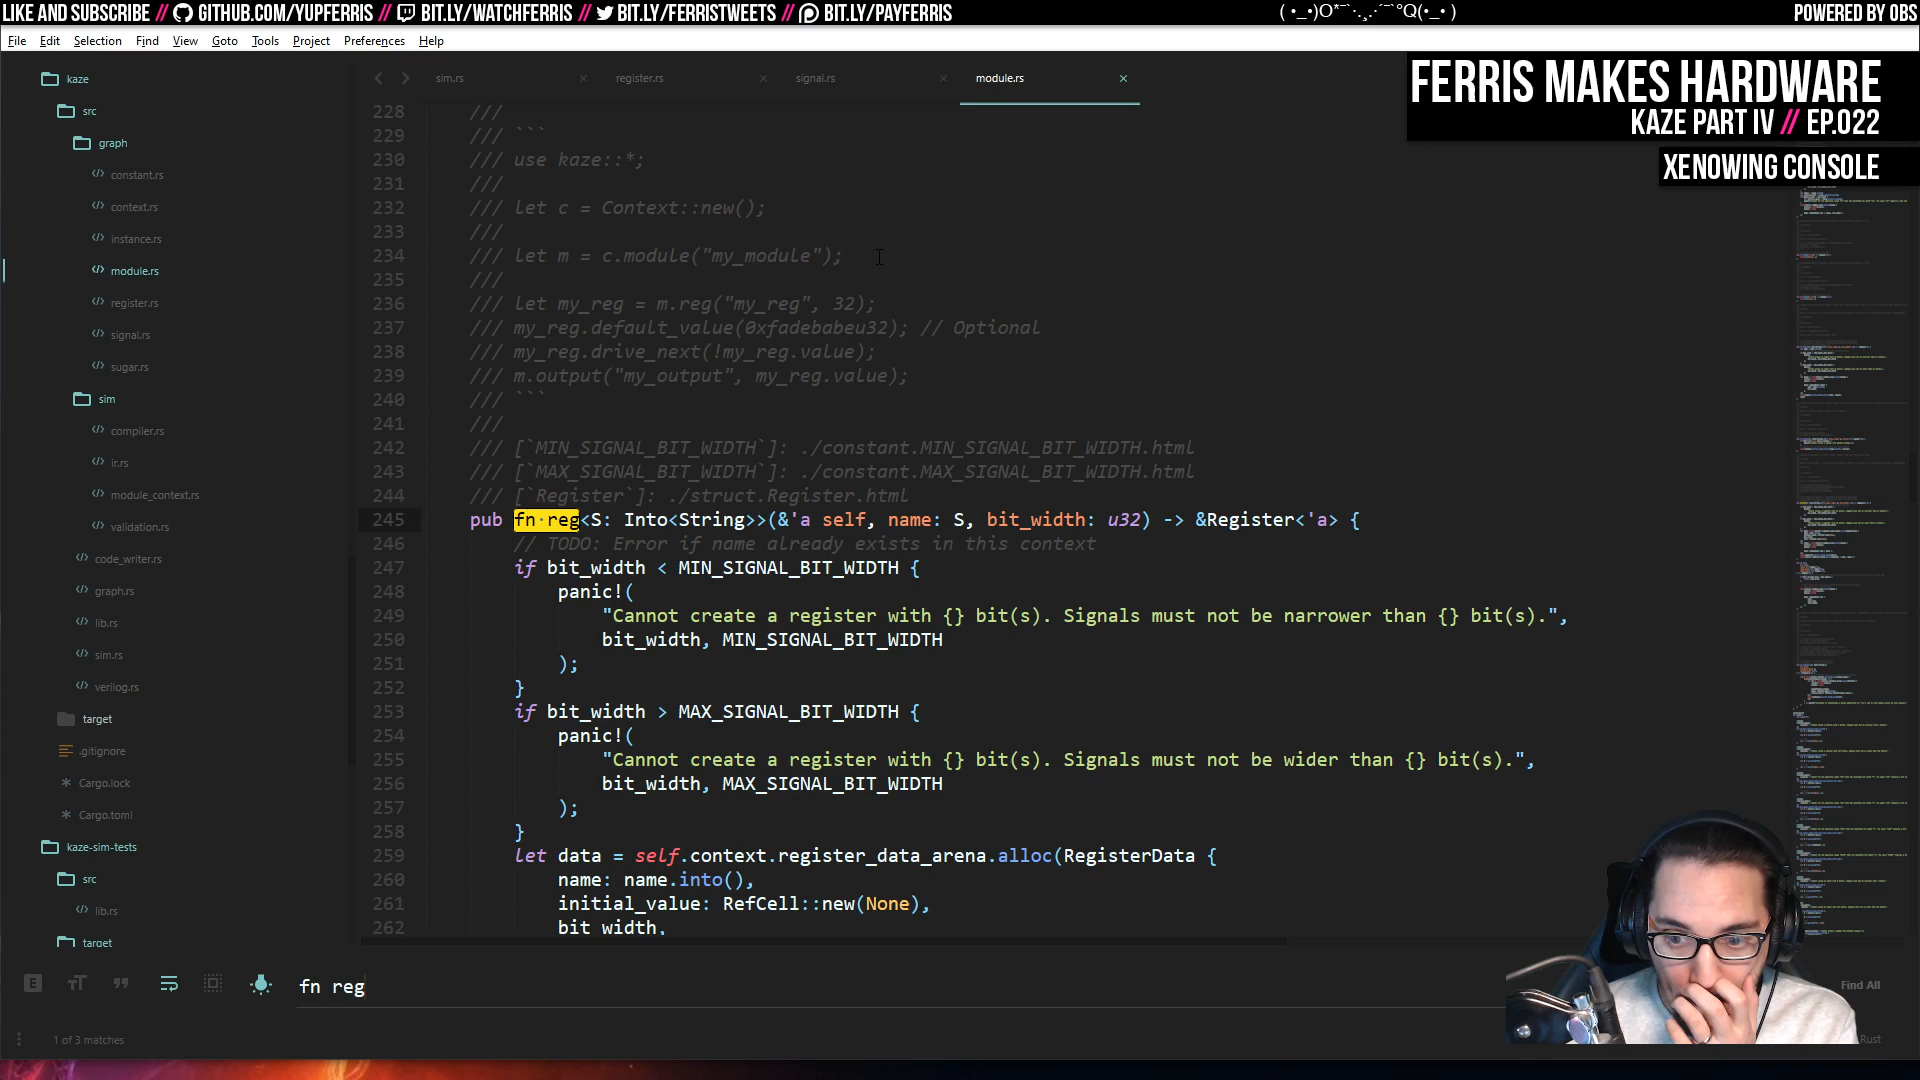 LIKE AND SUBSCRIBE // GITHUB.COM/YUPFERRIS // BIT.LY/WATCHFERRIS // BIT.LY/FERRISTWEETS // BIT.LY/PAYFERRIS
POWERED BY OBS
File Edit Selection Find View Goto Tools Project Preferences Help
FERRIS MAKES HARDWARE
KAZE PART IV // EP.022
XENOWING CONSOLE
kaze
src
graph
constant.rs
context.rs
instance.rs
module.rs
register.rs
signal.rs
sugar.rs
sim
compiler.rs
ir.rs
module_context.rs
validation.rs
code_writer.rs
graph.rs
lib.rs
sim.rs
verilog.rs
target
.gitignore
Cargo.lock
Cargo.toml
kaze-sim-tests
src
lib.rs
target
sim.rs register.rs signal.rs module.rs
228 ///
229 /// ```
230 /// use kaze::*;
231 ///
232 /// let c = Context::new();
233 ///
234 /// let m = c.module("my_module");
235 ///
236 /// let my_reg = m.reg("my_reg", 32);
237 /// my_reg.default_value(0xfadebabeu32); // Optional
238 /// my_reg.drive_next(!my_reg.value);
239 /// m.output("my_output", my_reg.value);
240 /// ```
241 ///
242 /// [`MIN_SIGNAL_BIT_WIDTH`]: ./constant.MIN_SIGNAL_BIT_WIDTH.html
243 /// [`MAX_SIGNAL_BIT_WIDTH`]: ./constant.MAX_SIGNAL_BIT_WIDTH.html
244 /// [`Register`]: ./struct.Register.html
245 pub fn reg<S: Into<String>>(&'a self, name: S, bit_width: u32) -> &Register<'a> {
246 // TODO: Error if name already exists in this context
247 if bit_width < MIN_SIGNAL_BIT_WIDTH {
248 panic!(
249 "Cannot create a register with {} bit(s). Signals must not be narrower than {} bit(s).",
250 bit_width, MIN_SIGNAL_BIT_WIDTH
251 );
252 }
253 if bit_width > MAX_SIGNAL_BIT_WIDTH {
254 panic!(
255 "Cannot create a register with {} bit(s). Signals must not be wider than {} bit(s).",
256 bit_width, MAX_SIGNAL_BIT_WIDTH
257 );
258 }
259 let data = self.context.register_data_arena.alloc(RegisterData {
260 name: name.into(),
261 initial_value: RefCell::new(None),
262 bit_width,
fn reg
Find All
1 of 3 matches
Rust